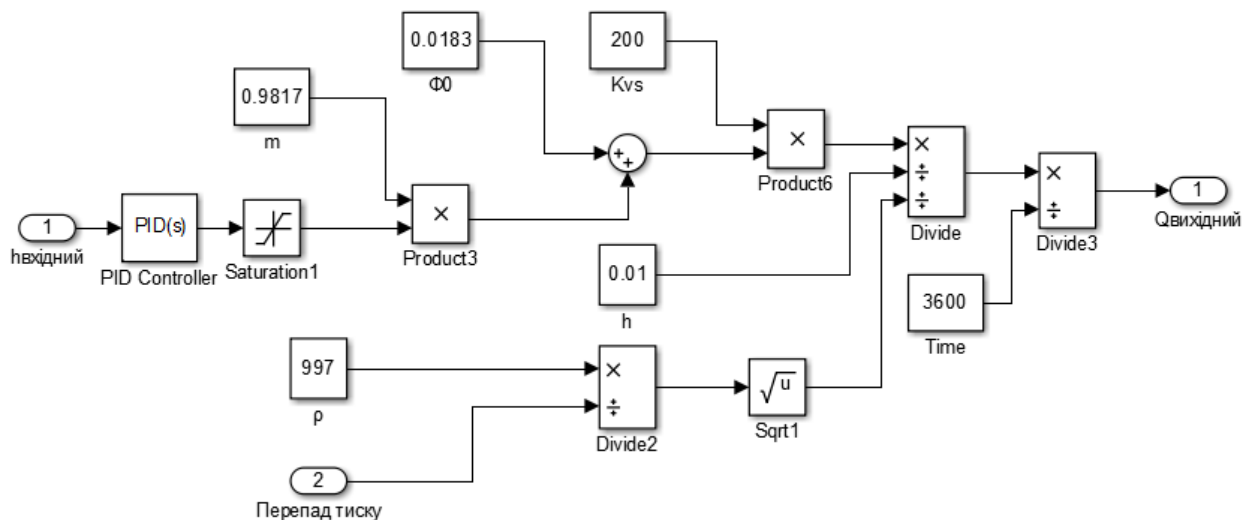 0.0183
Φ0
200
Kvs
0.9817
m
×
Product6
×
÷
÷
Divide
×
÷
Divide3
1
Qвихідний
1
hвхідний
PID(s)
PID Controller
Saturation1
×
Product3
+
+
0.01
h
3600
Time
997
ρ
×
÷
Divide2
√u
Sqrt1
2
Перепад тиску